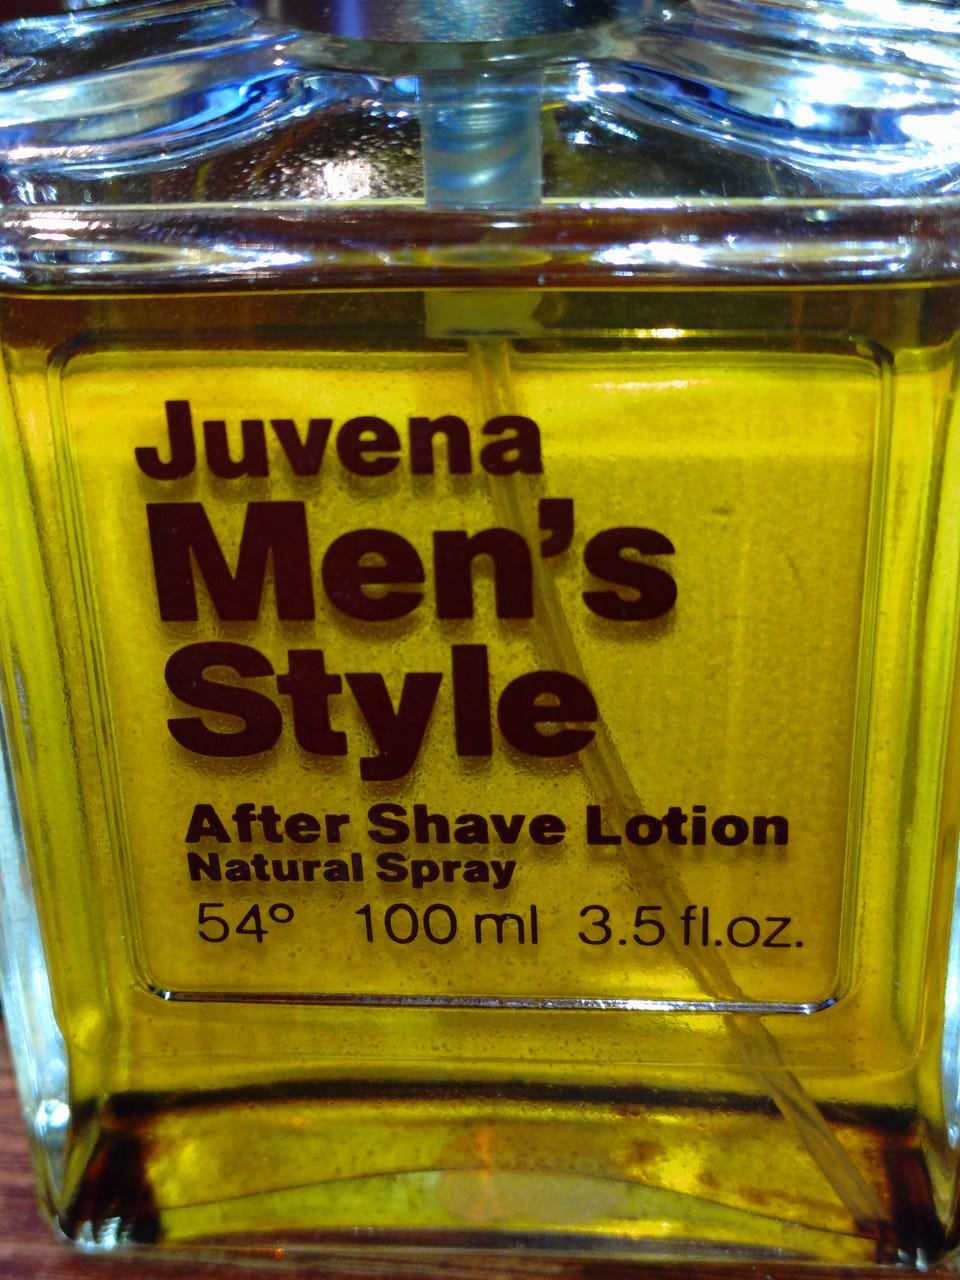 Juvena
Men's
Style
After Shave Lotion
Natural Spray
54° 100 ml 3.5 fl.oz.